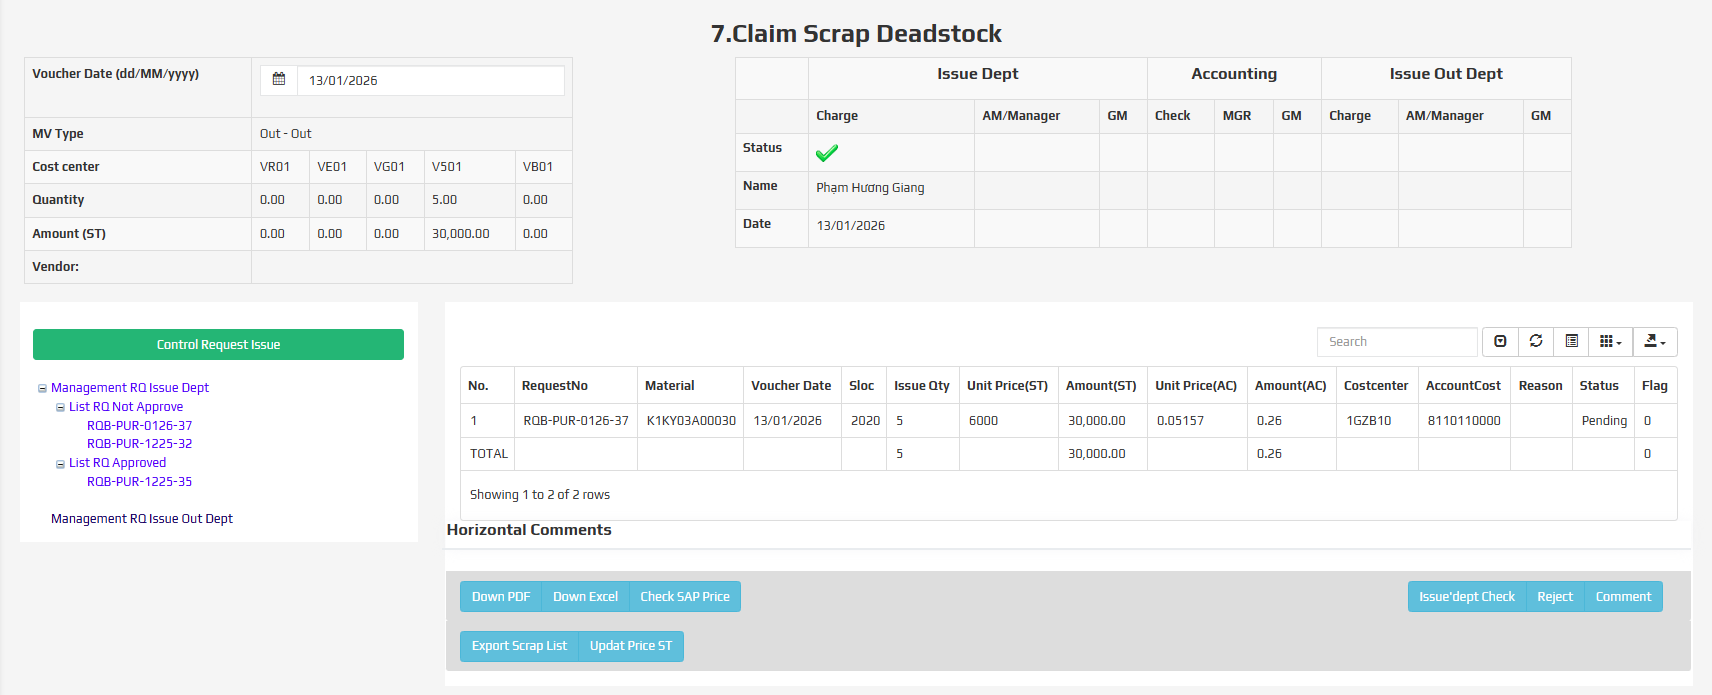 7.Claim Scrap Deadstock
Voucher Date (dd/MM/yyyy) 13/01/2026
MV Type Out - Out
Cost center VR01 VE01 VG01 V501 VB01
Quantity 0.00 0.00 0.00 5.00 0.00
Amount (ST) 0.00 0.00 0.00 30,000.00 0.00
Vendor:
Issue Dept Accounting Issue Out Dept
Charge AM/Manager GM Check MGR GM Charge AM/Manager GM
Status
Name Phạm Hương Giang
Date 13/01/2026
Control Request Issue
Management RQ Issue Dept
List RQ Not Approve
RQB-PUR-0126-37
RQB-PUR-1225-32
List RQ Approved
RQB-PUR-1225-35
Management RQ Issue Out Dept
Search
No. RequestNo Material Voucher Date Sloc Issue Qty Unit Price(ST) Amount(ST) Unit Price(AC) Amount(AC) Costcenter AccountCost Reason Status Flag
1 RQB-PUR-0126-37 K1KY03A00030 13/01/2026 2020 5 6000 30,000.00 0.05157 0.26 1GZB10 8110110000 Pending 0
TOTAL 5 30,000.00 0.26 0
Showing 1 to 2 of 2 rows
Horizontal Comments
Down PDF Down Excel Check SAP Price Issue'dept Check Reject Comment
Export Scrap List Updat Price ST